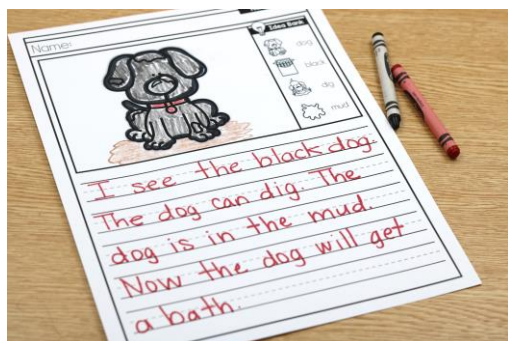 Name:
Idea Bank
dog
black
dig
mud
I see the black dog.
The dog can dig. The
dog is in the mud.
Now the dog will get
a bath.